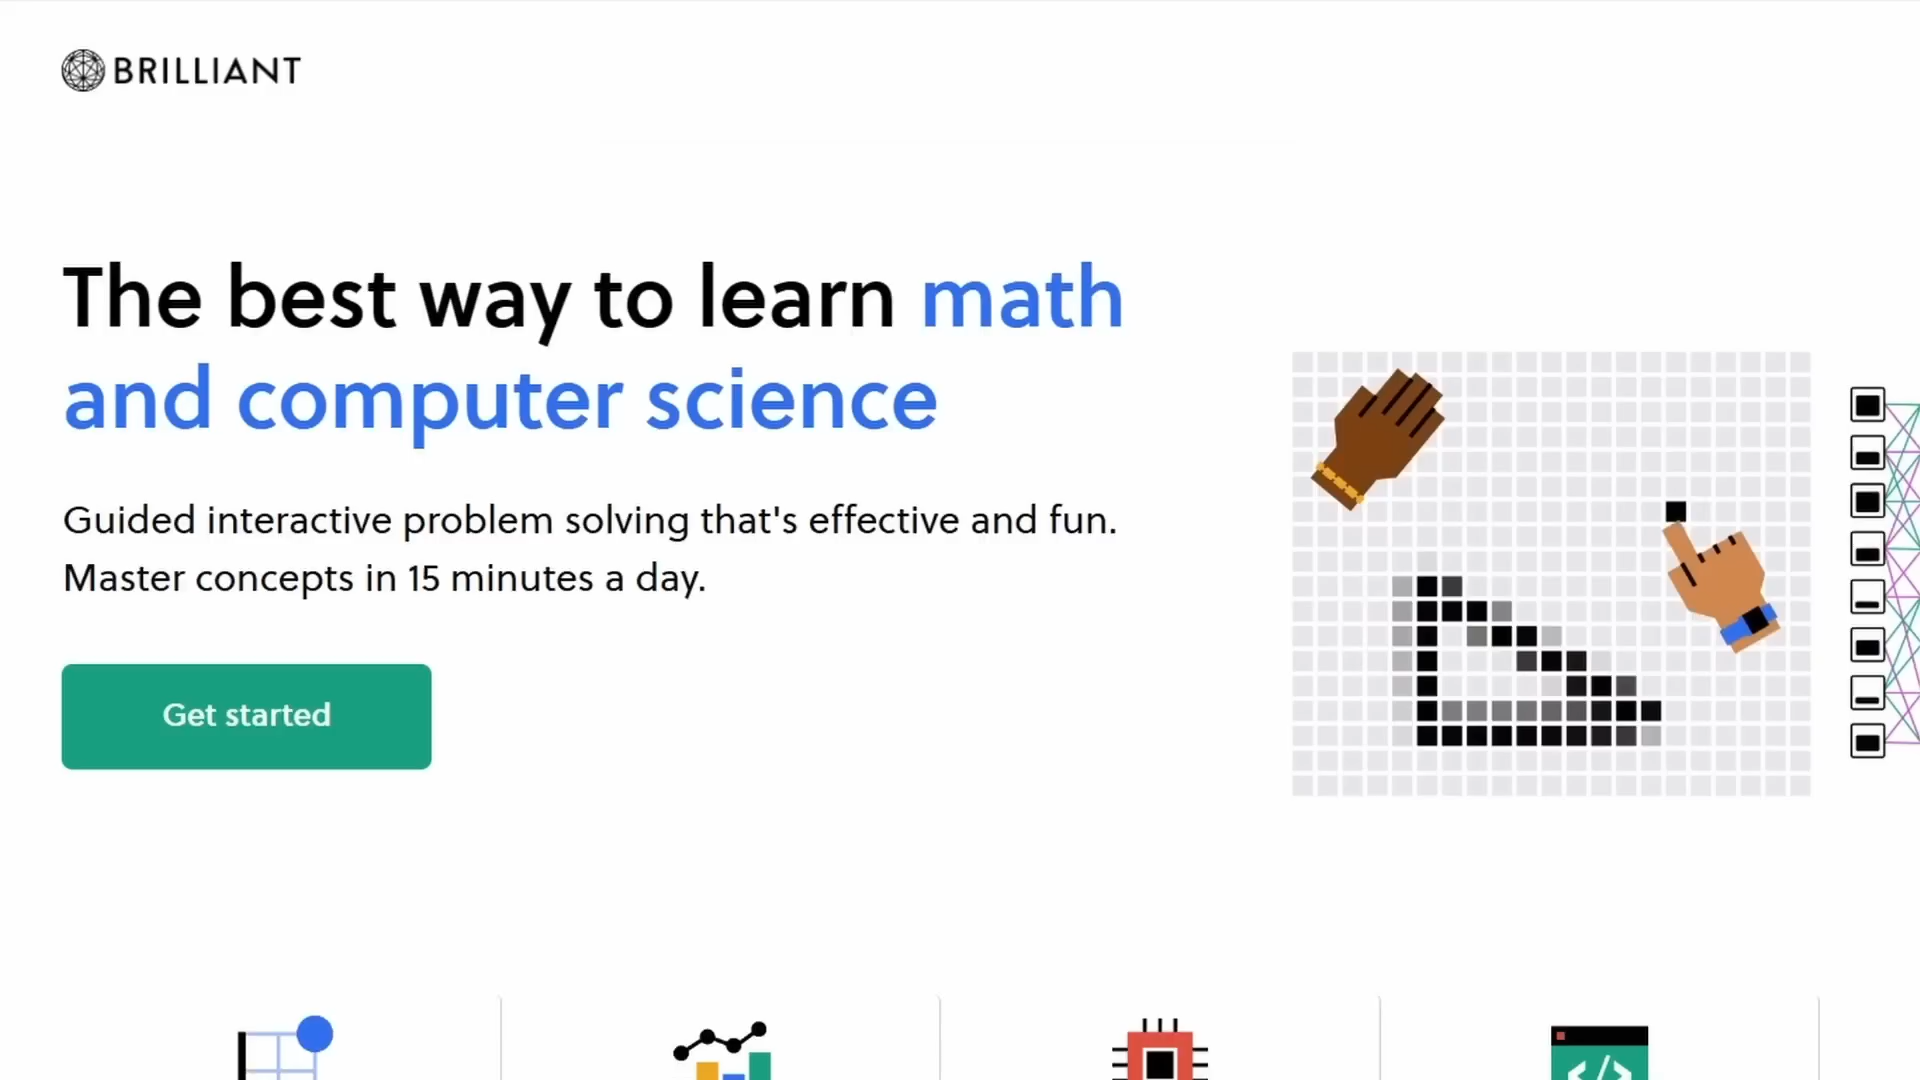 BRILLIANT
The best way to learn math
and computer science
Guided interactive problem solving that's effective and fun.
Master concepts in 15 minutes a day.
Get started